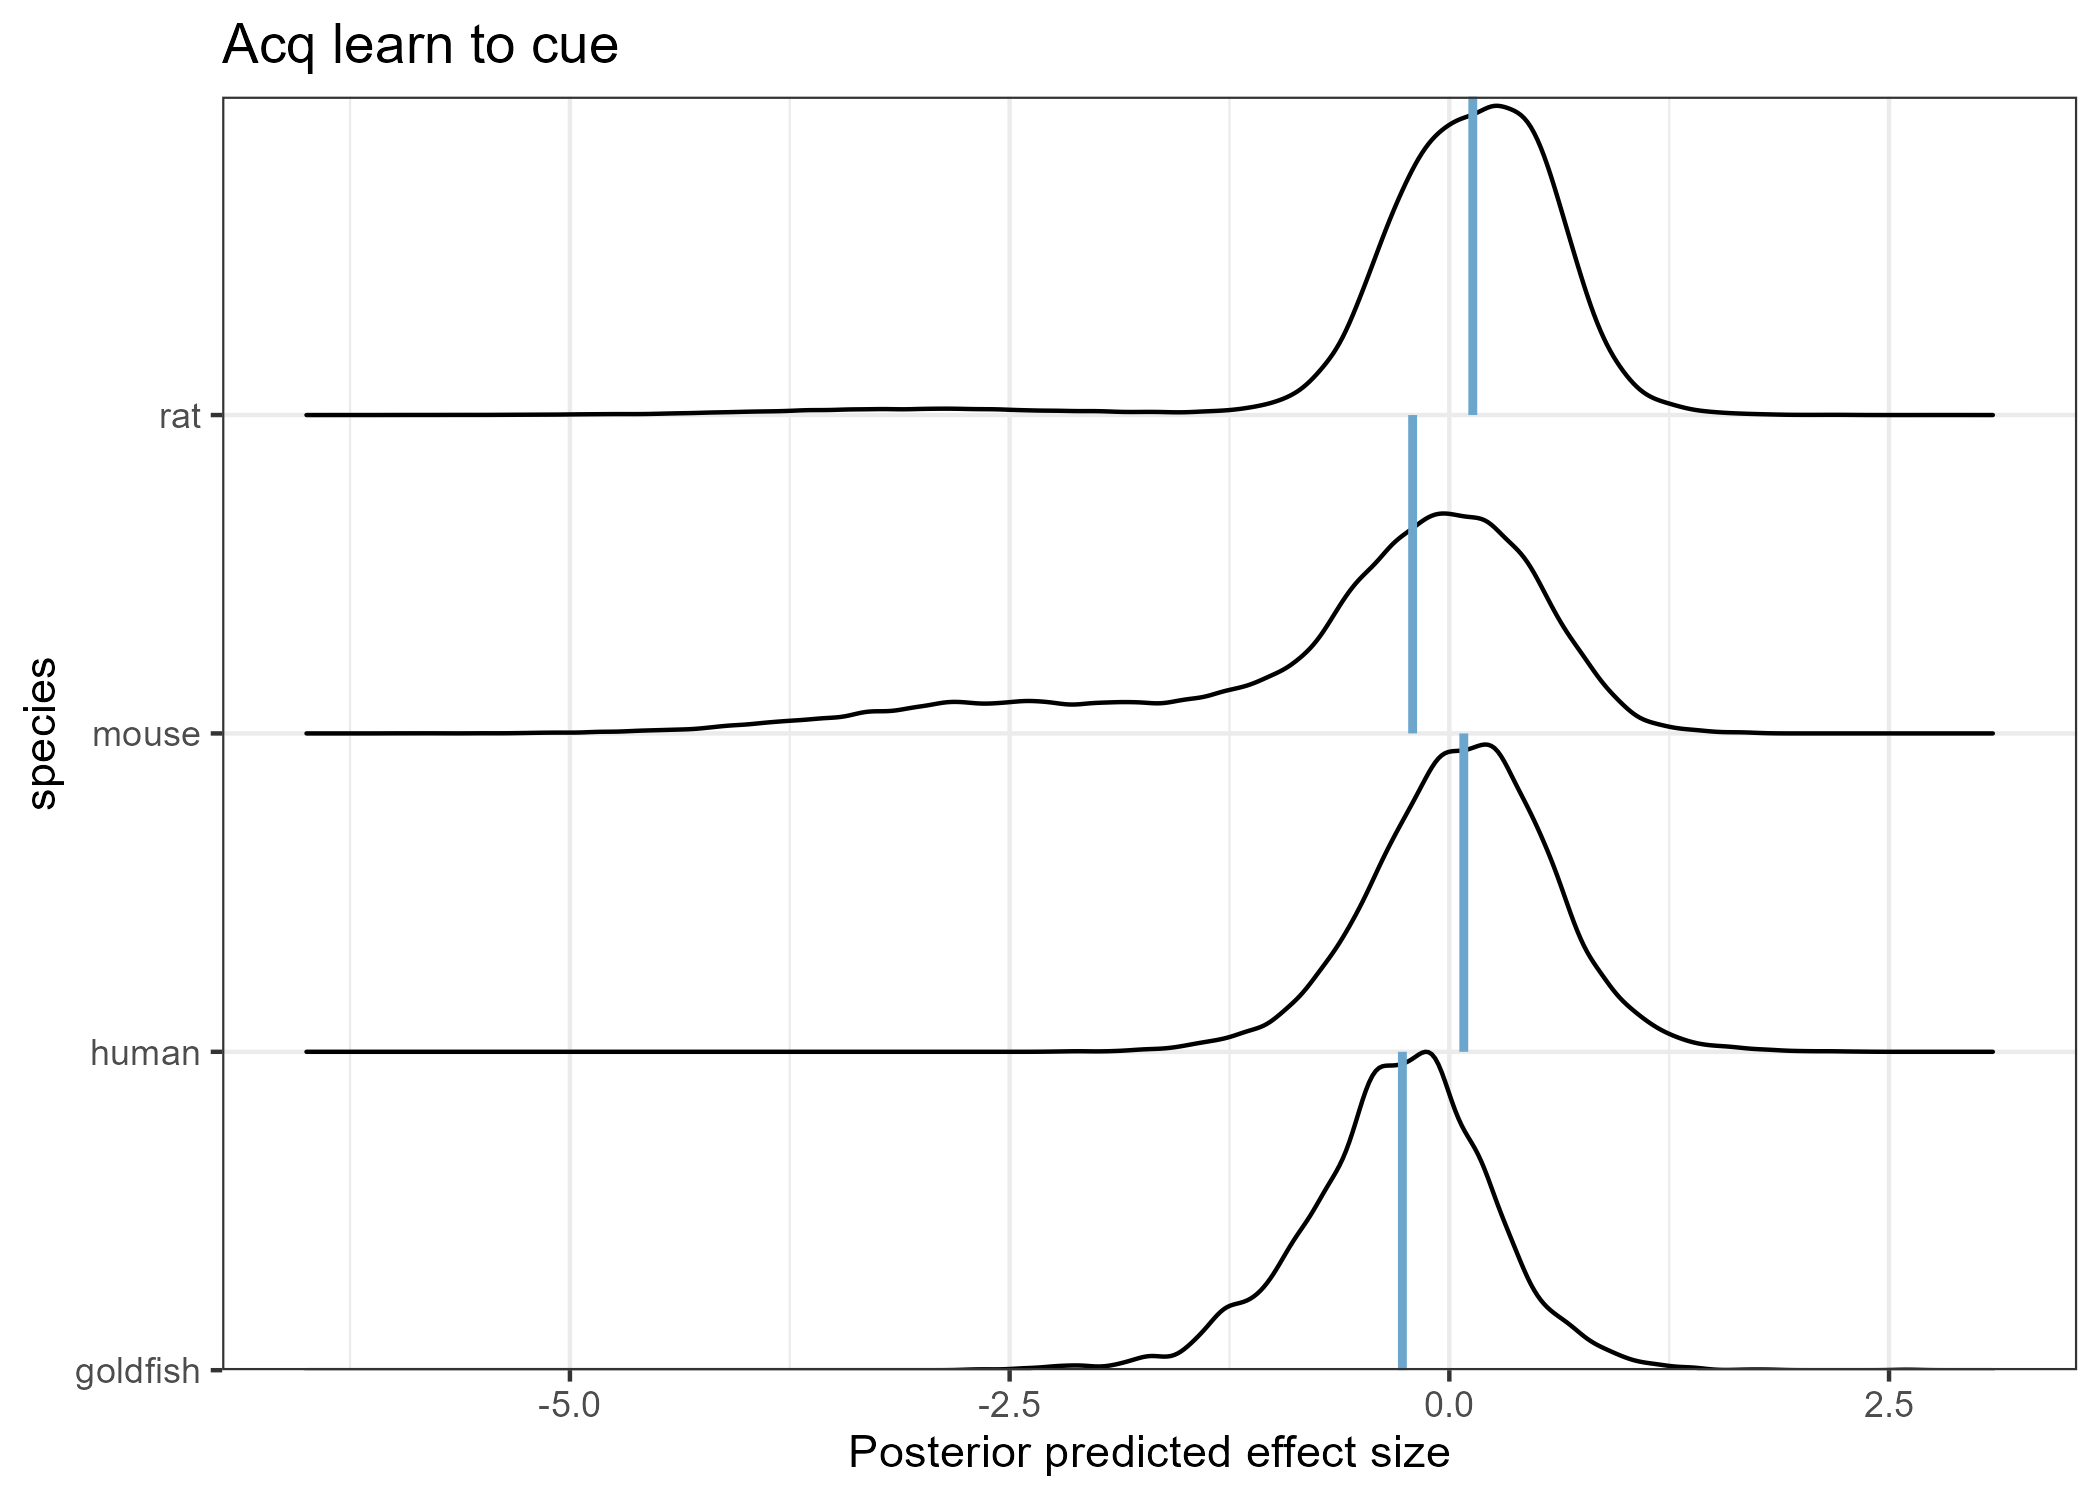 Acq learn to cue
species
rat
mouse
human
goldfish
-5.0
-2.5
0.0
2.5
Posterior predicted effect size